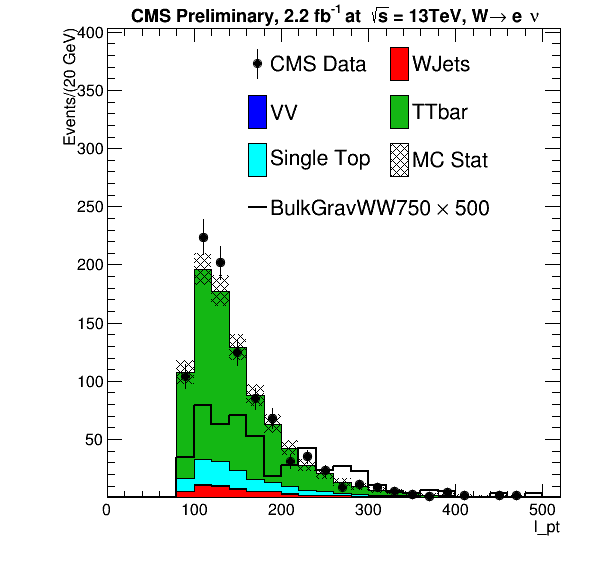 CMS Preliminary, 2.2 fb⁻¹ at √s = 13TeV, W→ e ν
Events/(20 GeV)
400
350
300
250
200
150
100
50
CMS Data
WJets
VV
TTbar
Single Top
MC Stat
BulkGravWW750 × 500
0 100 200 300 400 500
l_pt